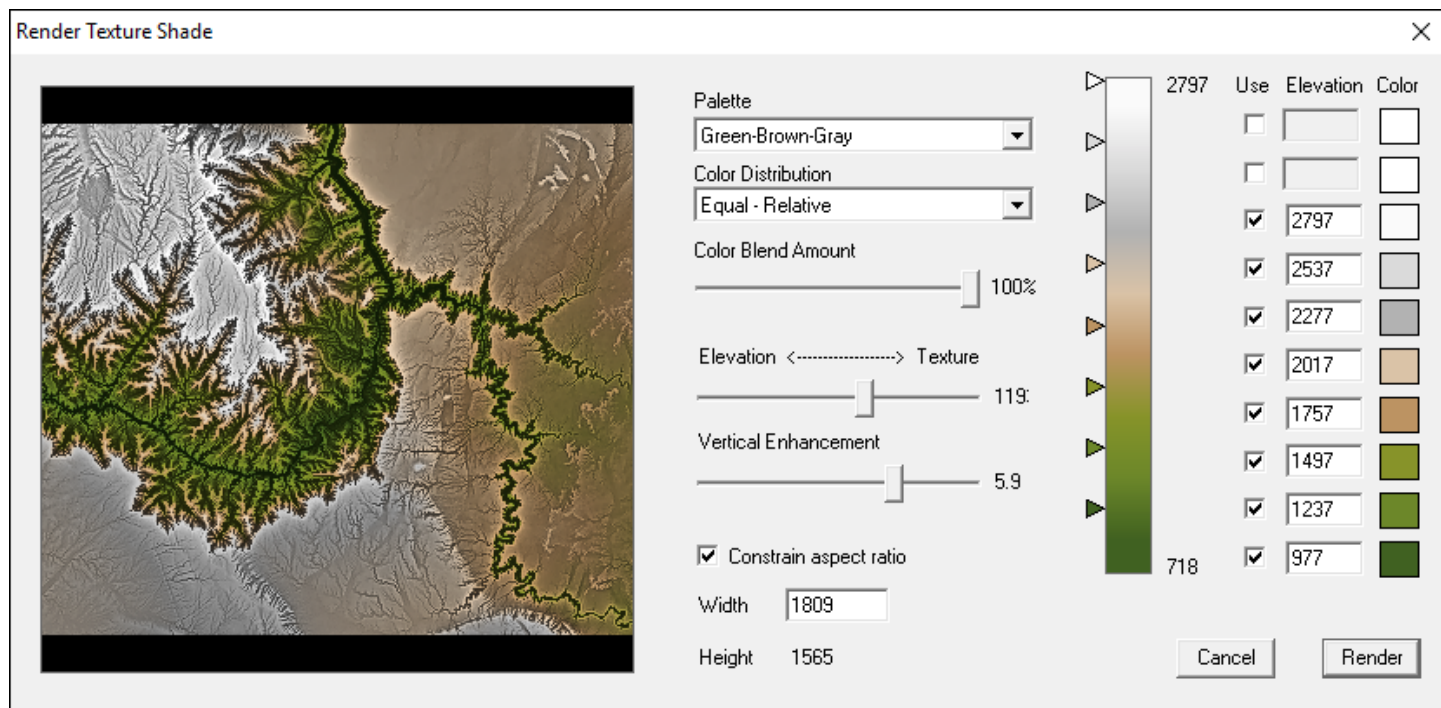 Render Texture Shade
Palette
Green-Brown-Gray
Color Distribution
Equal - Relative
Color Blend Amount
100%
Elevation <-----------------> Texture
119:
Vertical Enhancement
5.9
Constrain aspect ratio
Width 1809
Height 1565
2797
718
Use Elevation Color
2797
2537
2277
2017
1757
1497
1237
977
Cancel Render